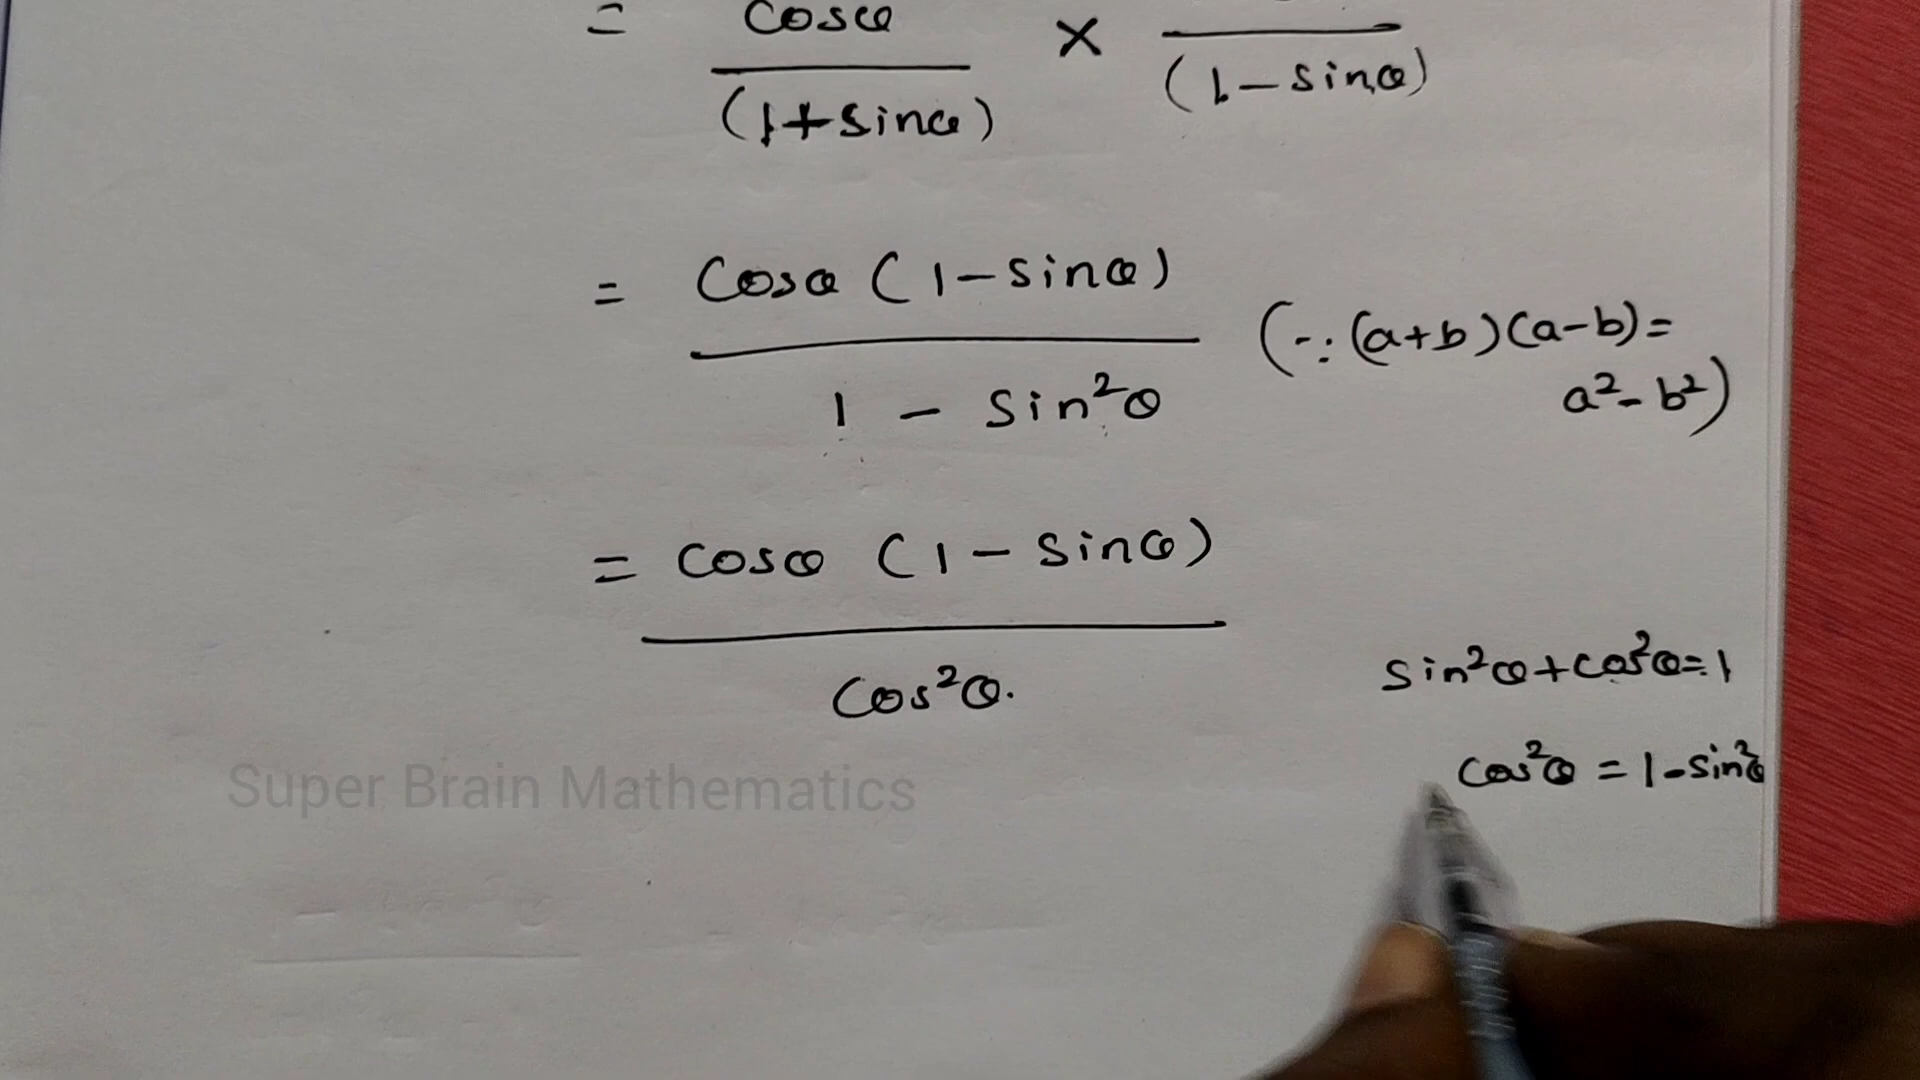 = cosθ × 
(1+sinθ) (1-sinθ)
= cosθ (1-sinθ)
1 - sin²θ
(∵ (a+b)(a-b)=
a²-b²)
= cosθ (1 - sinθ)
cos²θ.
sin²θ+cos²θ=1
cos²θ = 1-sin²θ
Super Brain Mathematics